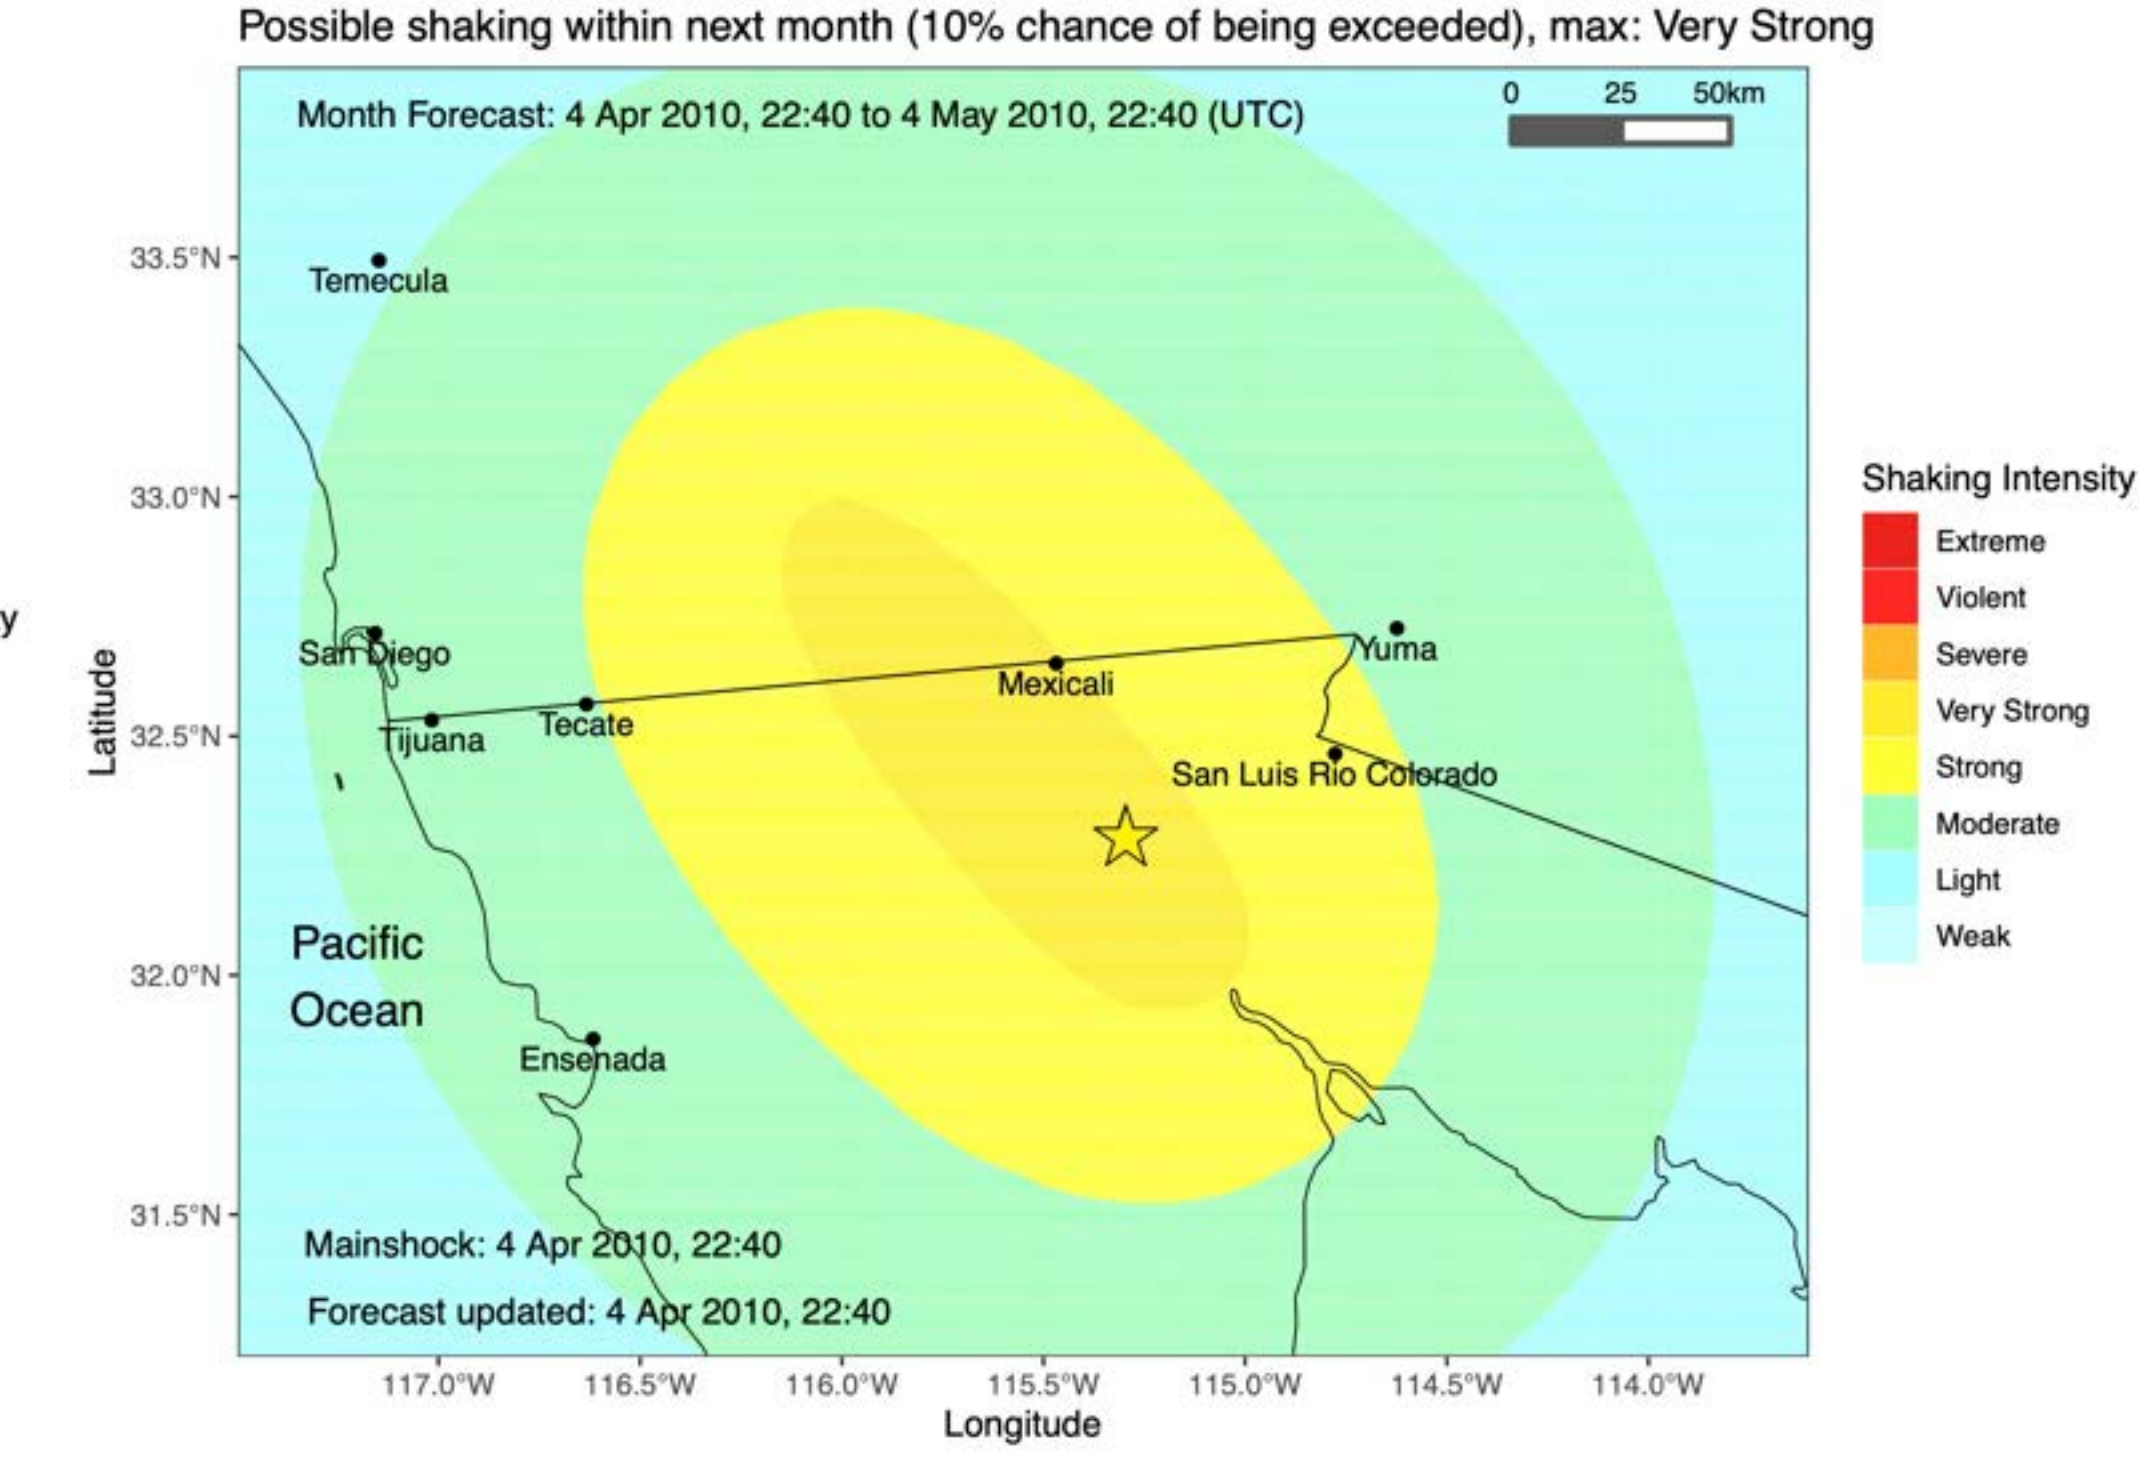 Possible shaking within next month (10% chance of being exceeded), max: Very Strong
Month Forecast: 4 Apr 2010, 22:40 to 4 May 2010, 22:40 (UTC)
0 25 50km
33.5°N
Temecula
33.0°N
Shaking Intensity
Extreme
Violent
Severe
Very Strong
Strong
Moderate
Light
Weak
y
Latitude
San Diego
Yuma
Mexicali
Tecate
Tijuana
32.5°N
San Luis Rio Colorado
Pacific
Ocean
32.0°N
Ensenada
31.5°N
Mainshock: 4 Apr 2010, 22:40
Forecast updated: 4 Apr 2010, 22:40
117.0°W 116.5°W 116.0°W 115.5°W 115.0°W 114.5°W 114.0°W
Longitude